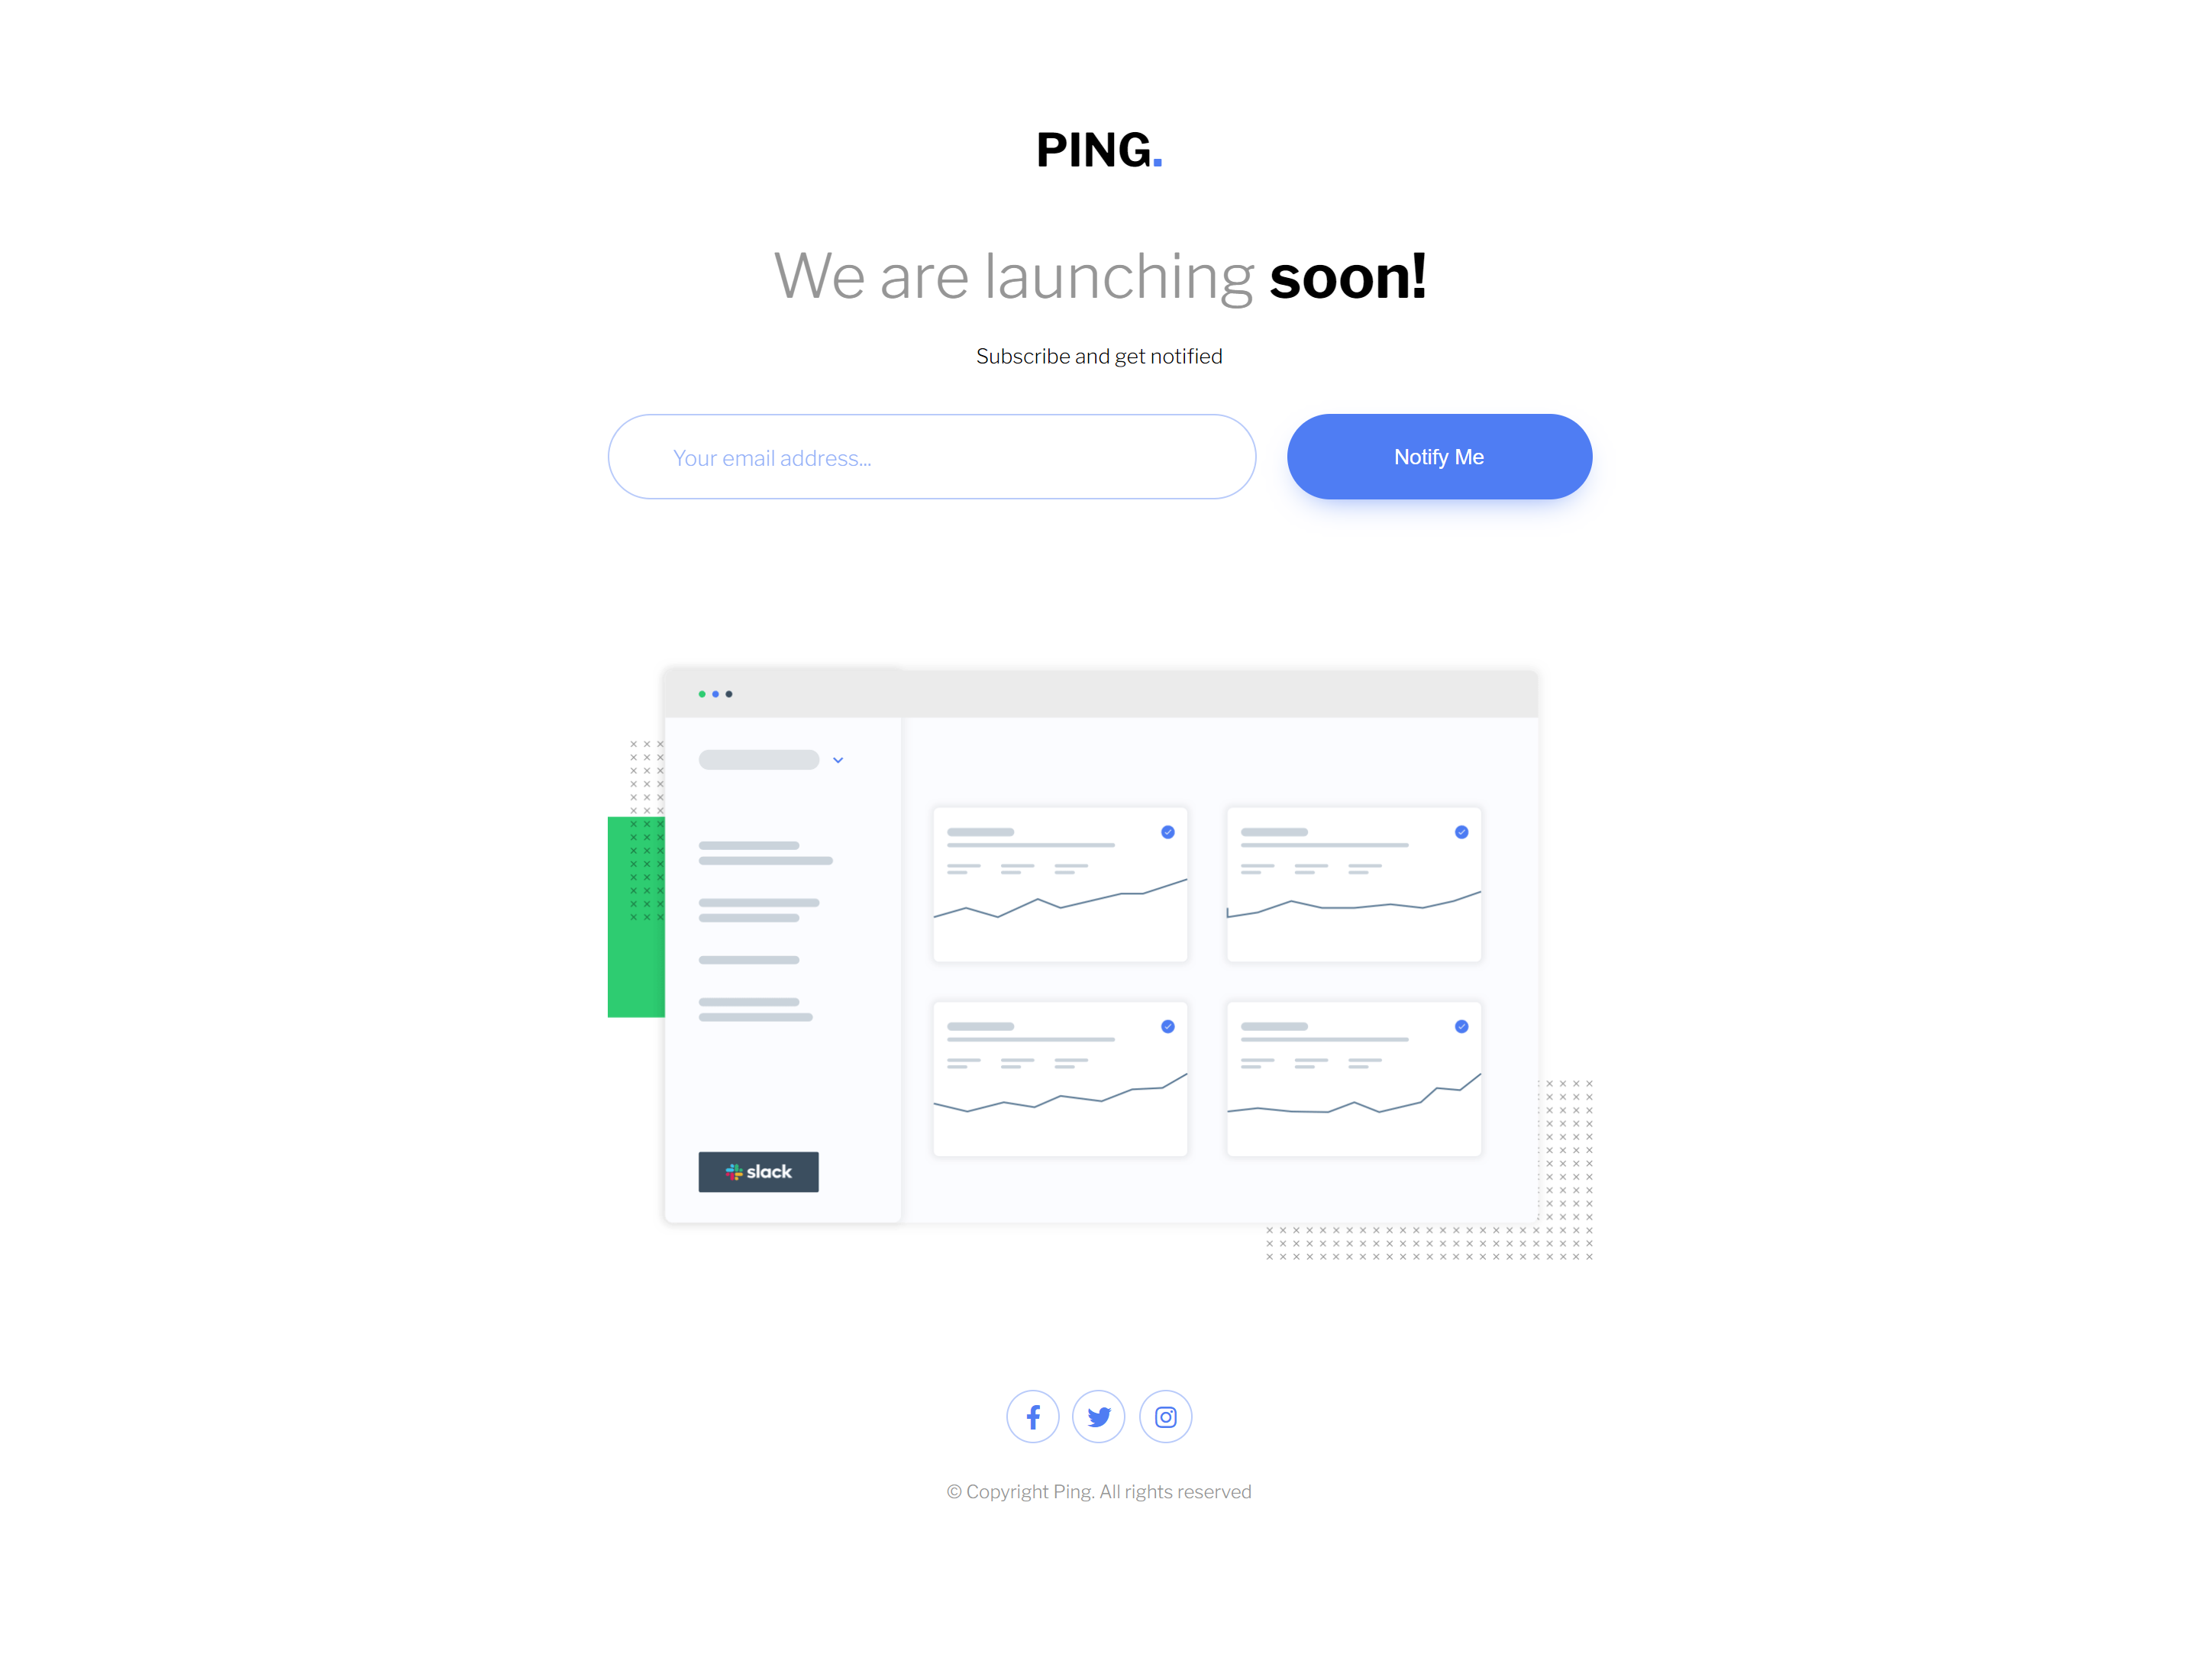 PING.
We are launching soon!
Subscribe and get notified
Your email address...
Notify Me
slack
© Copyright Ping. All rights reserved